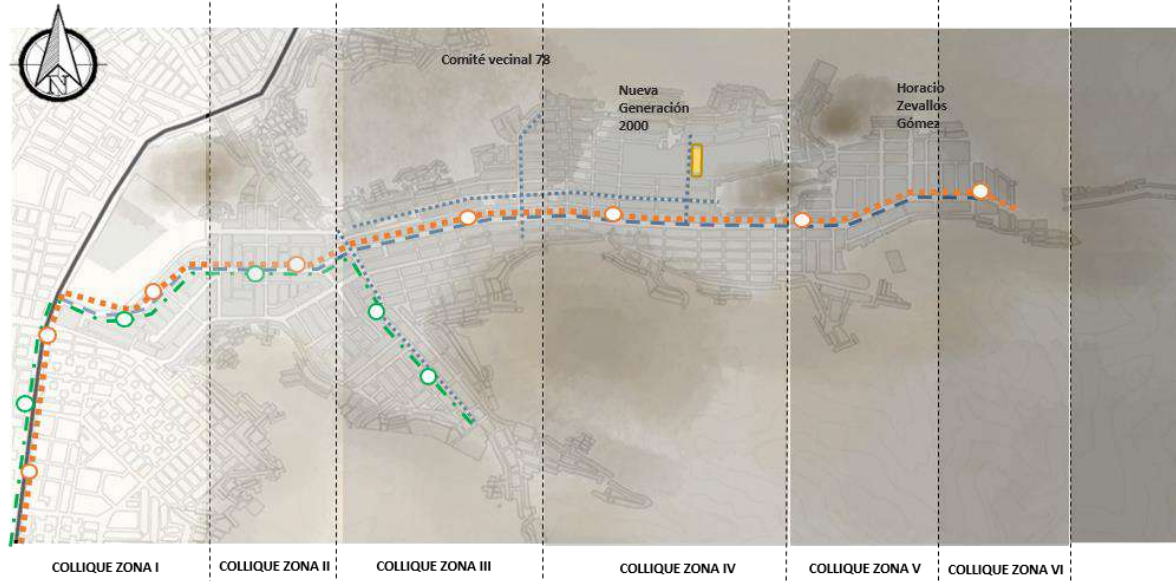 N
Comité vecinal 78
Nueva
Generación
2000
Horacio
Zevallos
Gómez
COLLIQUE ZONA I
COLLIQUE ZONA II
COLLIQUE ZONA III
COLLIQUE ZONA IV
COLLIQUE ZONA V
COLLIQUE ZONA VI